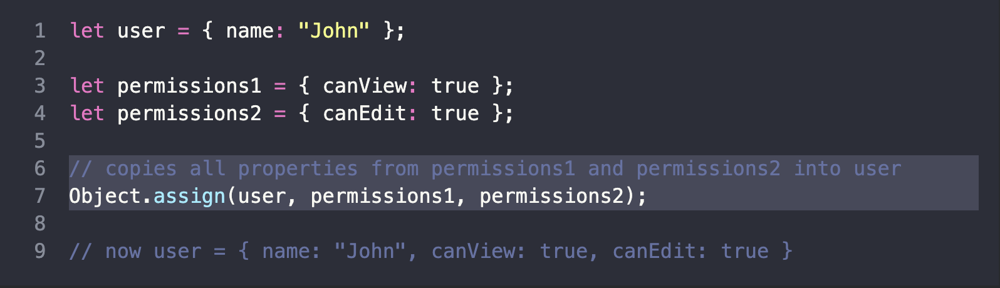 1 let user = { name: "John" };
2
3 let permissions1 = { canView: true };
4 let permissions2 = { canEdit: true };
5
6 // copies all properties from permissions1 and permissions2 into user
7 Object.assign(user, permissions1, permissions2);
8
9 // now user = { name: "John", canView: true, canEdit: true }